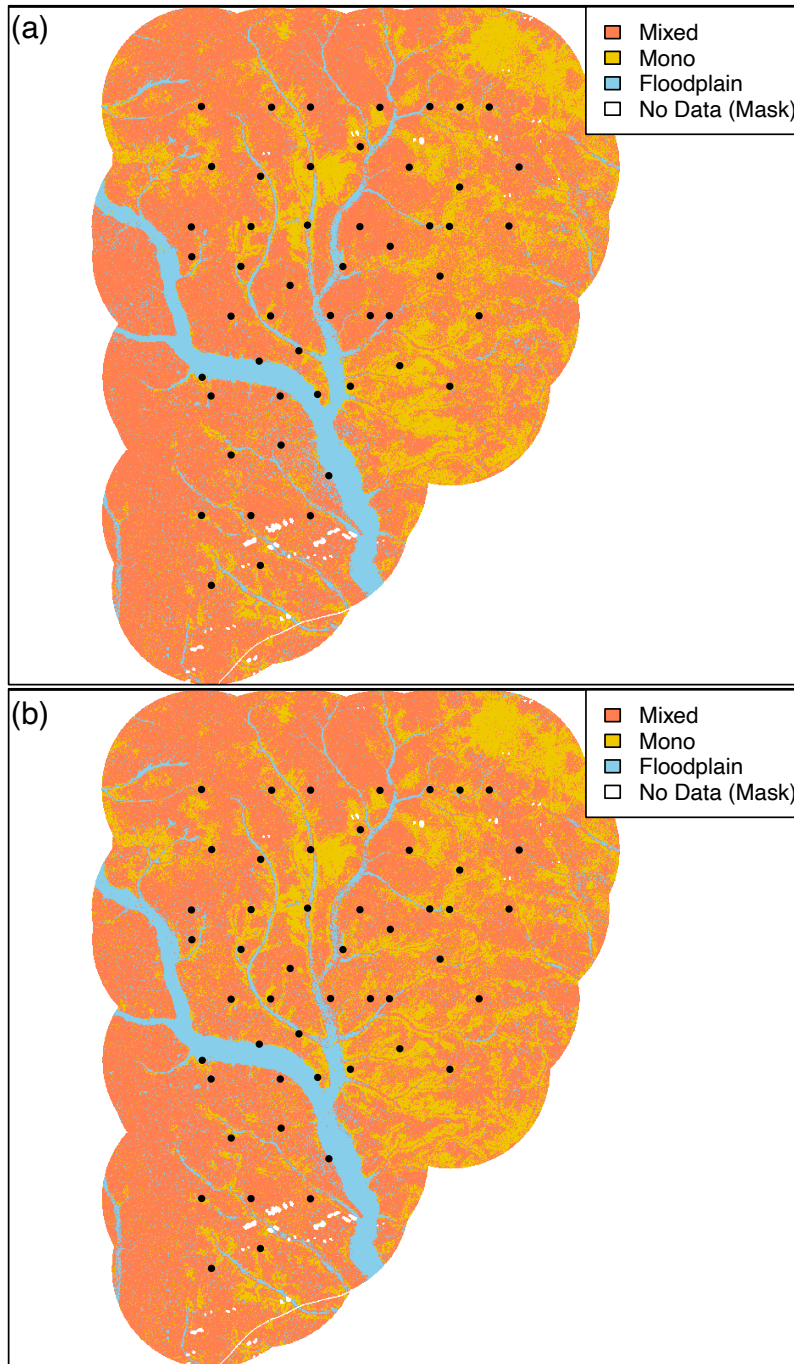 (a)
Mixed
Mono
Floodplain
No Data (Mask)
(b)
Mixed
Mono
Floodplain
No Data (Mask)